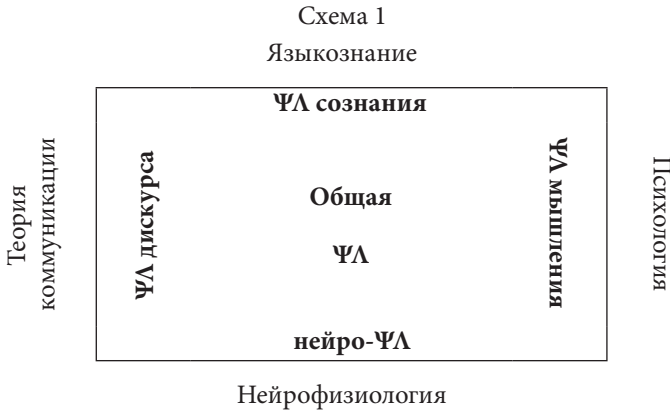 Схема 1
Языкознание
ΨΛ сознания
Теория
коммуникации
ΨΛ дискурса
Общая
ΨΛ
ΨΛ мышления
Психология
нейро-ΨΛ
Нейрофизиология